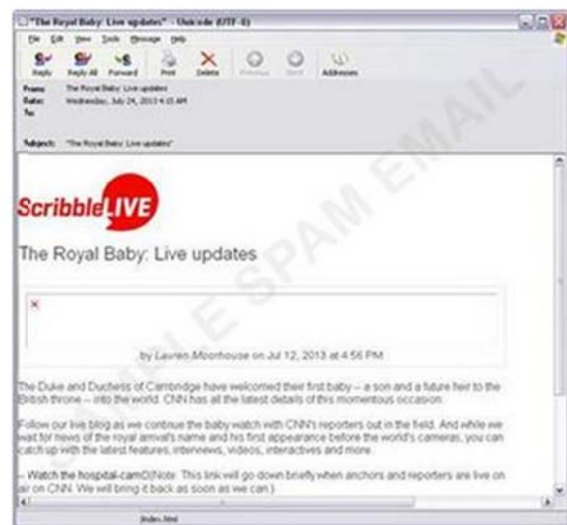 "The Royal Baby: Live updates" - Unicode (UTF-8)
File Edit View Tools Message Help
Reply Reply All Forward Print Delete Previous Next Addresses
From: The Royal Baby: Live updates
Date: Wednesday, July 24, 2013 4:15 AM
To:
Subject: "The Royal Baby: Live updates"
SAMPLE SPAM EMAIL
ScribbleLIVE
The Royal Baby: Live updates
by Lauren Moorhouse on Jul 12, 2013 at 4:56 PM
The Duke and Duchess of Cambridge have welcomed their first baby -- a son and a future heir to the
British throne -- into the world. CNN has all the latest details of this momentous occasion.
Follow our live blog as we continue the baby watch with CNN's reporters out in the field. And while we
wait for news of the royal arrival's name and his first appearance before the world's cameras, you can
catch up with the latest features, interviews, videos, interactives and more.
-- Watch the hospital-cam (Note: This link will go down briefly when anchors and reporters are live on
air on CNN. We will bring it back as soon as we can.)
/index.html